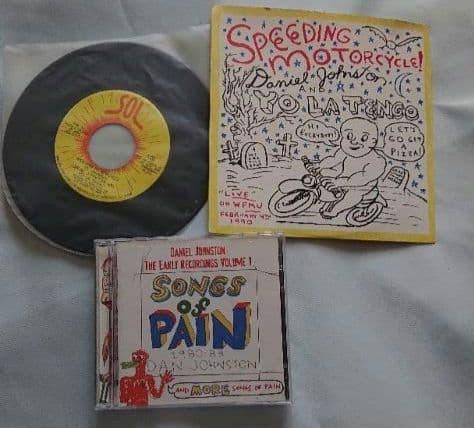 SOL
SPEEDING
MOTORCYCLE!
Daniel Johnston
AND
YO LA TENGO
HI
EVERYBODY!
LET'S
GO GET
A
PIZZA!
"LIVE"
ON WFMU
FEBRUARY 4TH
1990
DANIEL JOHNSTON
THE EARLY RECORDINGS VOLUME 1
SONGS
OF
PAIN
1980-83
DAN JOHNSTON
AND MORE SONGS OF PAIN